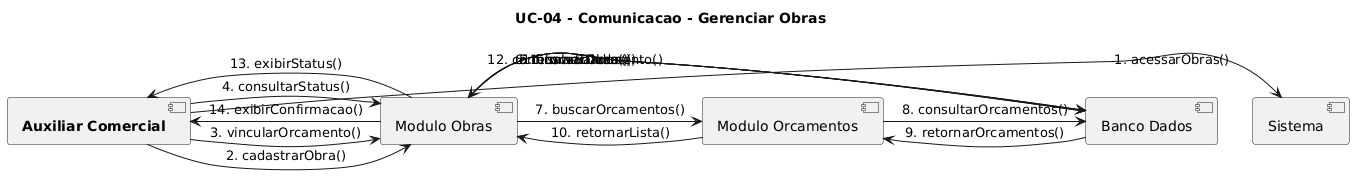 UC-04 - Comunicacao - Gerenciar Obras
13. exibirStatus()
12.
1. acessarObras()
4. consultarStatus()
14. exibirConfirmacao()
7. buscarOrcamentos()
8. consultarOrcamentos()
Auxiliar Comercial
Modulo Obras
Modulo Orcamentos
Banco Dados
Sistema
3. vincularOrcamento()
10. retornarLista()
9. retornarOrcamentos()
2. cadastrarObra()